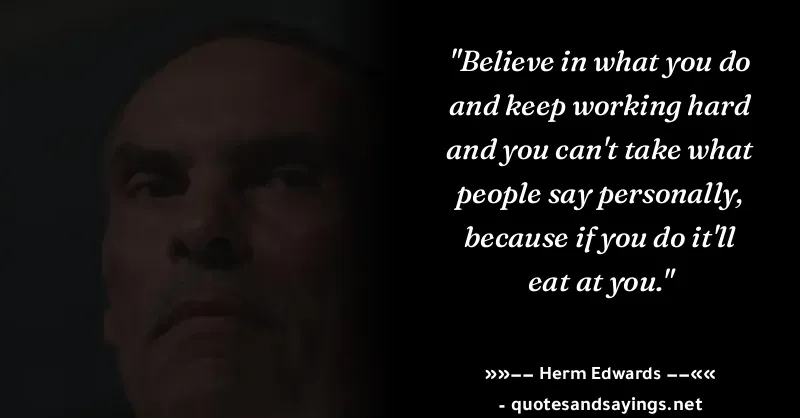 "Believe in what you do
and keep working hard
and you can't take what
people say personally,
because if you do it'll
eat at you."
»»−− Herm Edwards −−««
- quotesandsayings.net